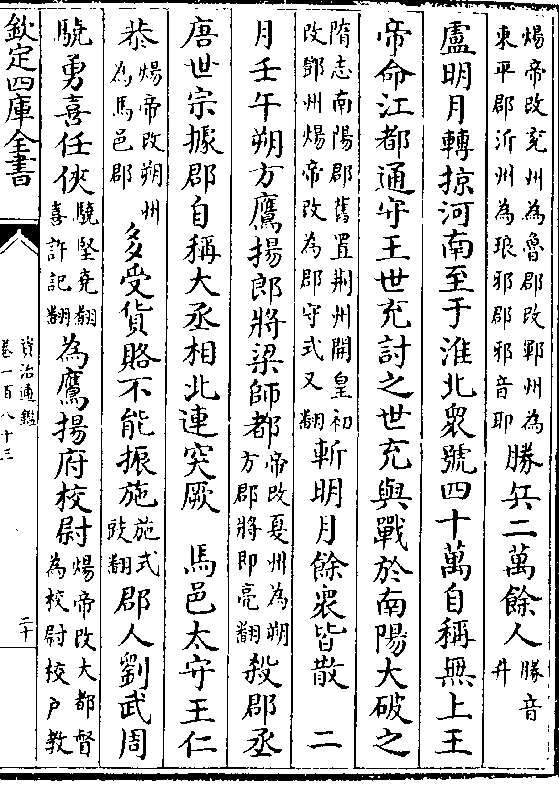 煬帝改兖州為魯郡改鄆州為
東平郡沂州為琅邪郡邪音耶
勝兵二萬餘人
勝音
升
盧明月轉掠河南至于淮北衆號四十萬自稱無上王
帝命江都通守王世充討之世充與戰於南陽大破之
隋志南陽郡舊置荆州開皇初
改鄧州煬帝改為郡守式又翻
斬明月餘衆皆散 二
月壬午朔方鷹揚郎將梁師都
帝改夏州為朔
方郡將即亮翻
殺郡丞
唐世宗據郡自稱大丞相北連突厥 馬邑太守王仁
恭
煬帝改朔州
為馬邑郡
多受貨賂不能振施
施式
豉翻
郡人劉武周
驍勇喜任俠
驍堅堯翻
喜許記翻
為鷹揚府校尉
煬帝改大都督
為校尉校户教
欽定四庫全書
資治通鑑
卷一百八十三
二十